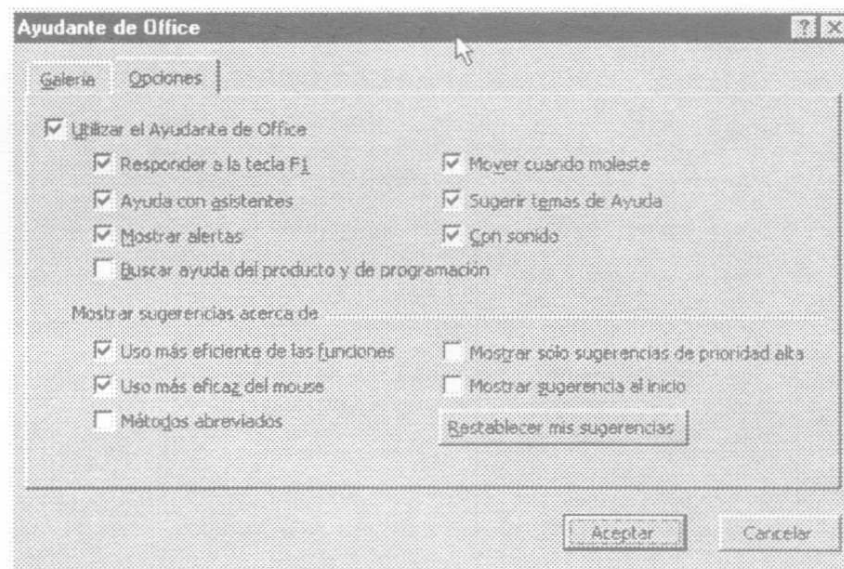 Ayudante de Office
Galería Opciones
Utilizar el Ayudante de Office
Responder a la tecla F1 Mover cuando moleste
Ayuda con asistentes Sugerir temas de Ayuda
Mostrar alertas Con sonido
Buscar ayuda del producto y de programación
Mostrar sugerencias acerca de
Uso más eficiente de las funciones Mostrar sólo sugerencias de prioridad alta
Uso más eficaz del mouse Mostrar sugerencia al inicio
Métodos abreviados Restablecer mis sugerencias
Aceptar Cancelar